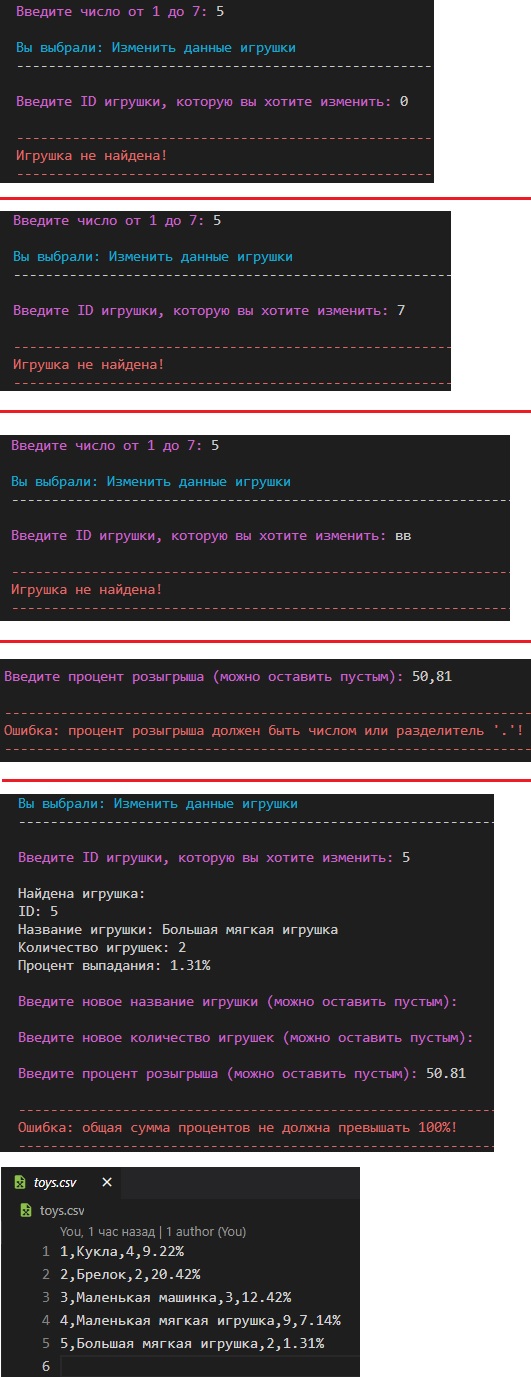 Введите число от 1 до 7: 5
Вы выбрали: Изменить данные игрушки
Введите ID игрушки, которую вы хотите изменить: 0
Игрушка не найдена!
Введите число от 1 до 7: 5
Вы выбрали: Изменить данные игрушки
Введите ID игрушки, которую вы хотите изменить: 7
Игрушка не найдена!
Введите число от 1 до 7: 5
Вы выбрали: Изменить данные игрушки
Введите ID игрушки, которую вы хотите изменить: вв
Игрушка не найдена!
Введите процент розыгрыша (можно оставить пустым): 50,81
Ошибка: процент розыгрыша должен быть числом или разделитель '.'!
Вы выбрали: Изменить данные игрушки
Введите ID игрушки, которую вы хотите изменить: 5
Найдена игрушка:
ID: 5
Название игрушки: Большая мягкая игрушка
Количество игрушек: 2
Процент выпадания: 1.31%
Введите новое название игрушки (можно оставить пустым):
Введите новое количество игрушек (можно оставить пустым):
Введите процент розыгрыша (можно оставить пустым): 50.81
Ошибка: общая сумма процентов не должна превышать 100%!
toys.csv ×
toys.csv
You, 1 час назад | 1 author (You)
1 1,Кукла,4,9.22%
2 2,Брелок,2,20.42%
3 3,Маленькая машинка,3,12.42%
4 4,Маленькая мягкая игрушка,9,7.14%
5 5,Большая мягкая игрушка,2,1.31%
6